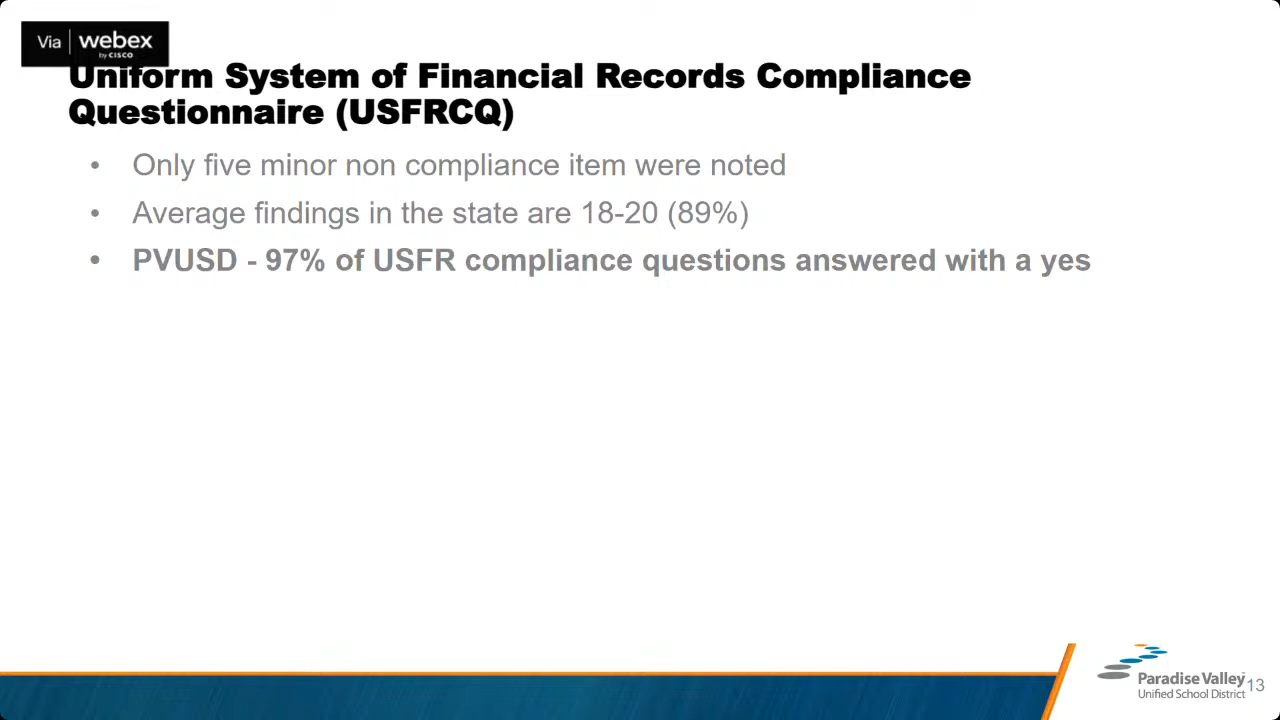 Via webex
by CISCO
Uniform System of Financial Records Compliance
Questionnaire (USFRCQ)
• Only five minor non compliance item were noted
• Average findings in the state are 18-20 (89%)
• PVUSD - 97% of USFR compliance questions answered with a yes
Paradise Valley
Unified School District
13